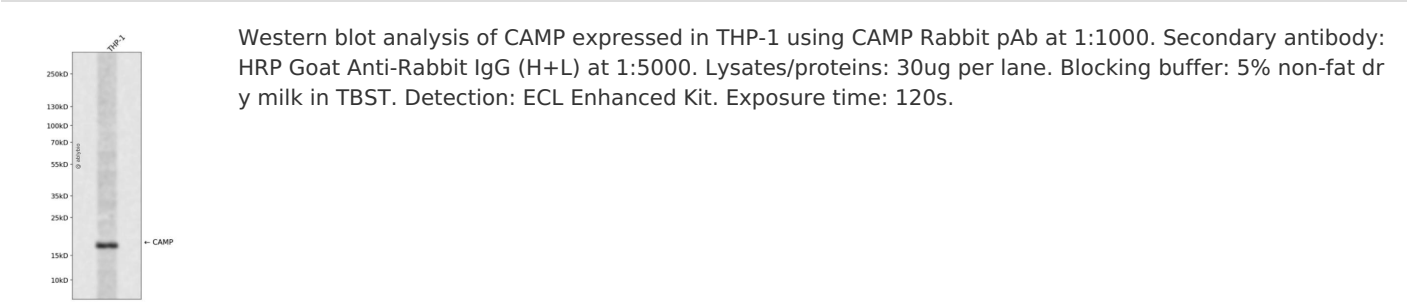 THP-1
250kD
130kD
100kD
70kD
55kD
35kD
25kD
15kD
10kD
@ abbytec
← CAMP
Western blot analysis of CAMP expressed in THP-1 using CAMP Rabbit pAb at 1:1000. Secondary antibody:
HRP Goat Anti-Rabbit IgG (H+L) at 1:5000. Lysates/proteins: 30ug per lane. Blocking buffer: 5% non-fat dr
y milk in TBST. Detection: ECL Enhanced Kit. Exposure time: 120s.